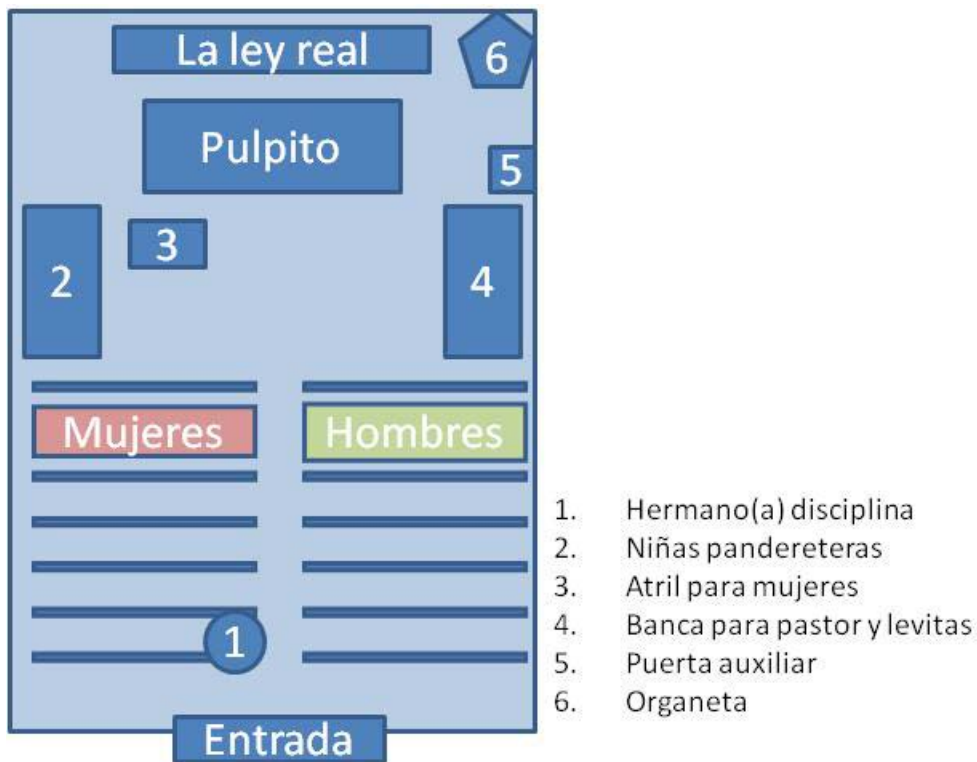 La ley real
6
Pulpito
5
3
2
4
Mujeres
Hombres
1
Entrada
1. Hermano(a) disciplina
2. Niñas pandereteras
3. Atril para mujeres
4. Banca para pastor y levitas
5. Puerta auxiliar
6. Organeta